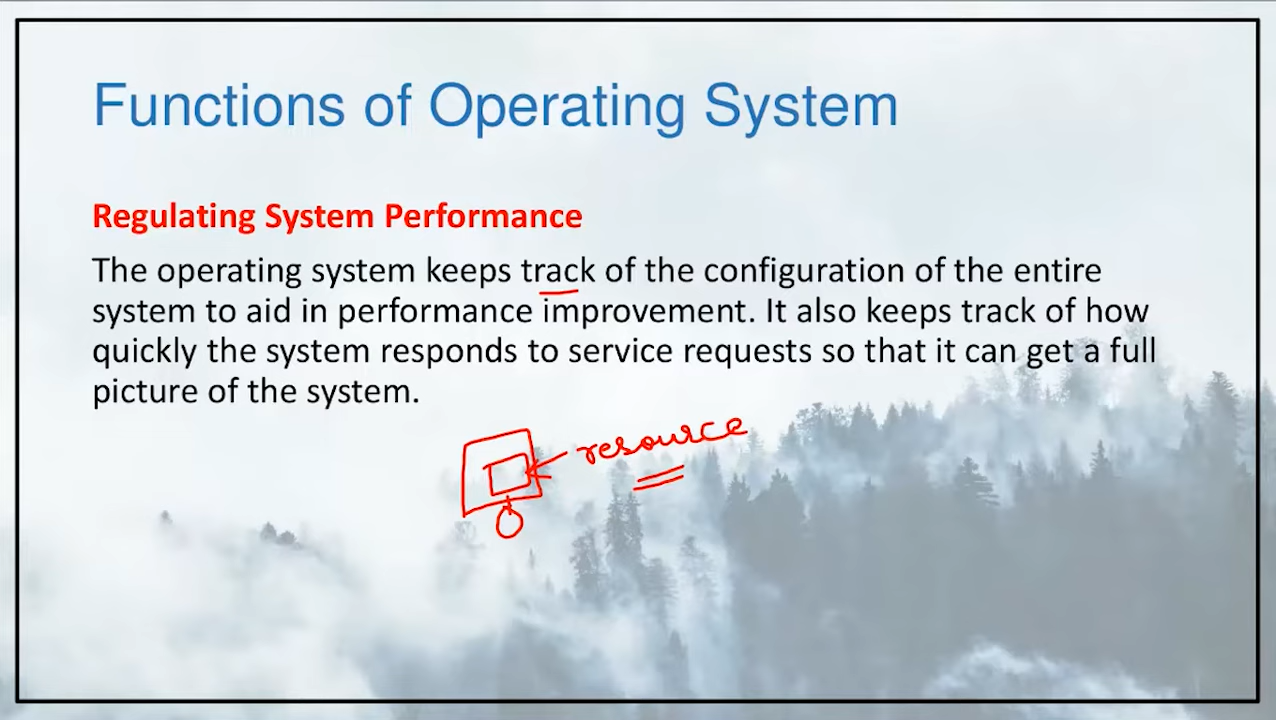 Functions of Operating System
Regulating System Performance
The operating system keeps track of the configuration of the entire
system to aid in performance improvement. It also keeps track of how
quickly the system responds to service requests so that it can get a full
picture of the system.
resource